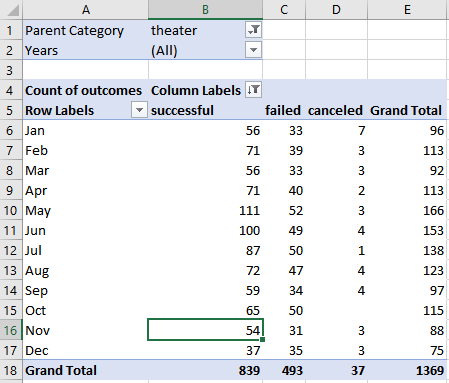 A B C D E
1 Parent Category theater
2 Years (All)
3
4 Count of outcomes Column Labels
5 Row Labels successful failed canceled Grand Total
6 Jan 56 33 7 96
7 Feb 71 39 3 113
8 Mar 56 33 3 92
9 Apr 71 40 2 113
10 May 111 52 3 166
11 Jun 100 49 4 153
12 Jul 87 50 1 138
13 Aug 72 47 4 123
14 Sep 59 34 4 97
15 Oct 65 50 115
16 Nov 54 31 3 88
17 Dec 37 35 3 75
18 Grand Total 839 493 37 1369